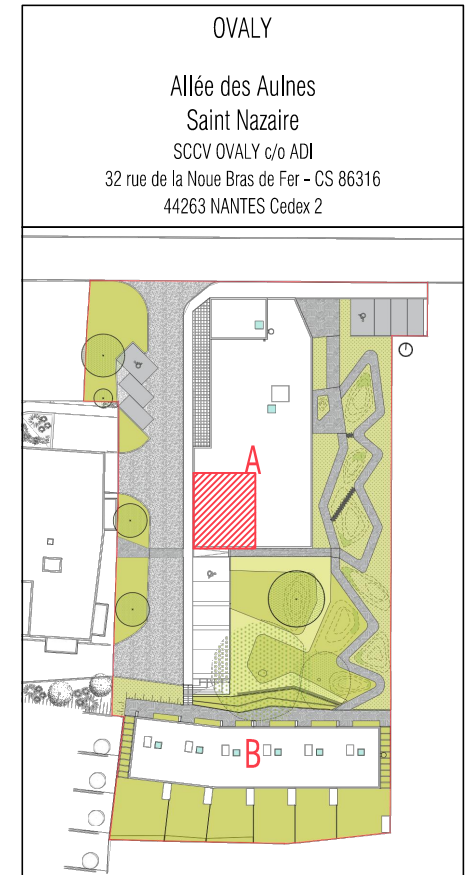 OVALY
Allée des Aulnes
Saint Nazaire
SCCV OVALY c/o ADI
32 rue de la Noue Bras de Fer - CS 86316
44263 NANTES Cedex 2
A
B